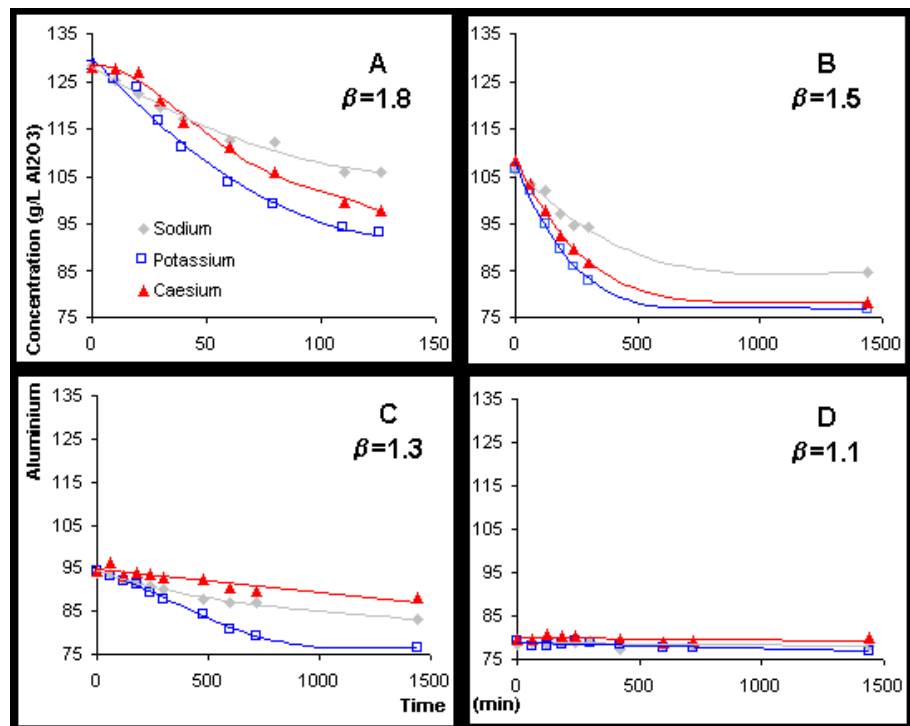 135
125
115
105
95
85
75
0
50
100
150
A
β=1.8
Sodium
Potassium
Caesium
Concentration (g/L Al2O3)
135
125
115
105
95
85
75
0
500
1000
1500
B
β=1.5
135
125
115
105
95
85
75
0
500
1000
1500
C
β=1.3
Aluminium
Time
135
125
115
105
95
85
75
0
500
1000
1500
D
β=1.1
(min)